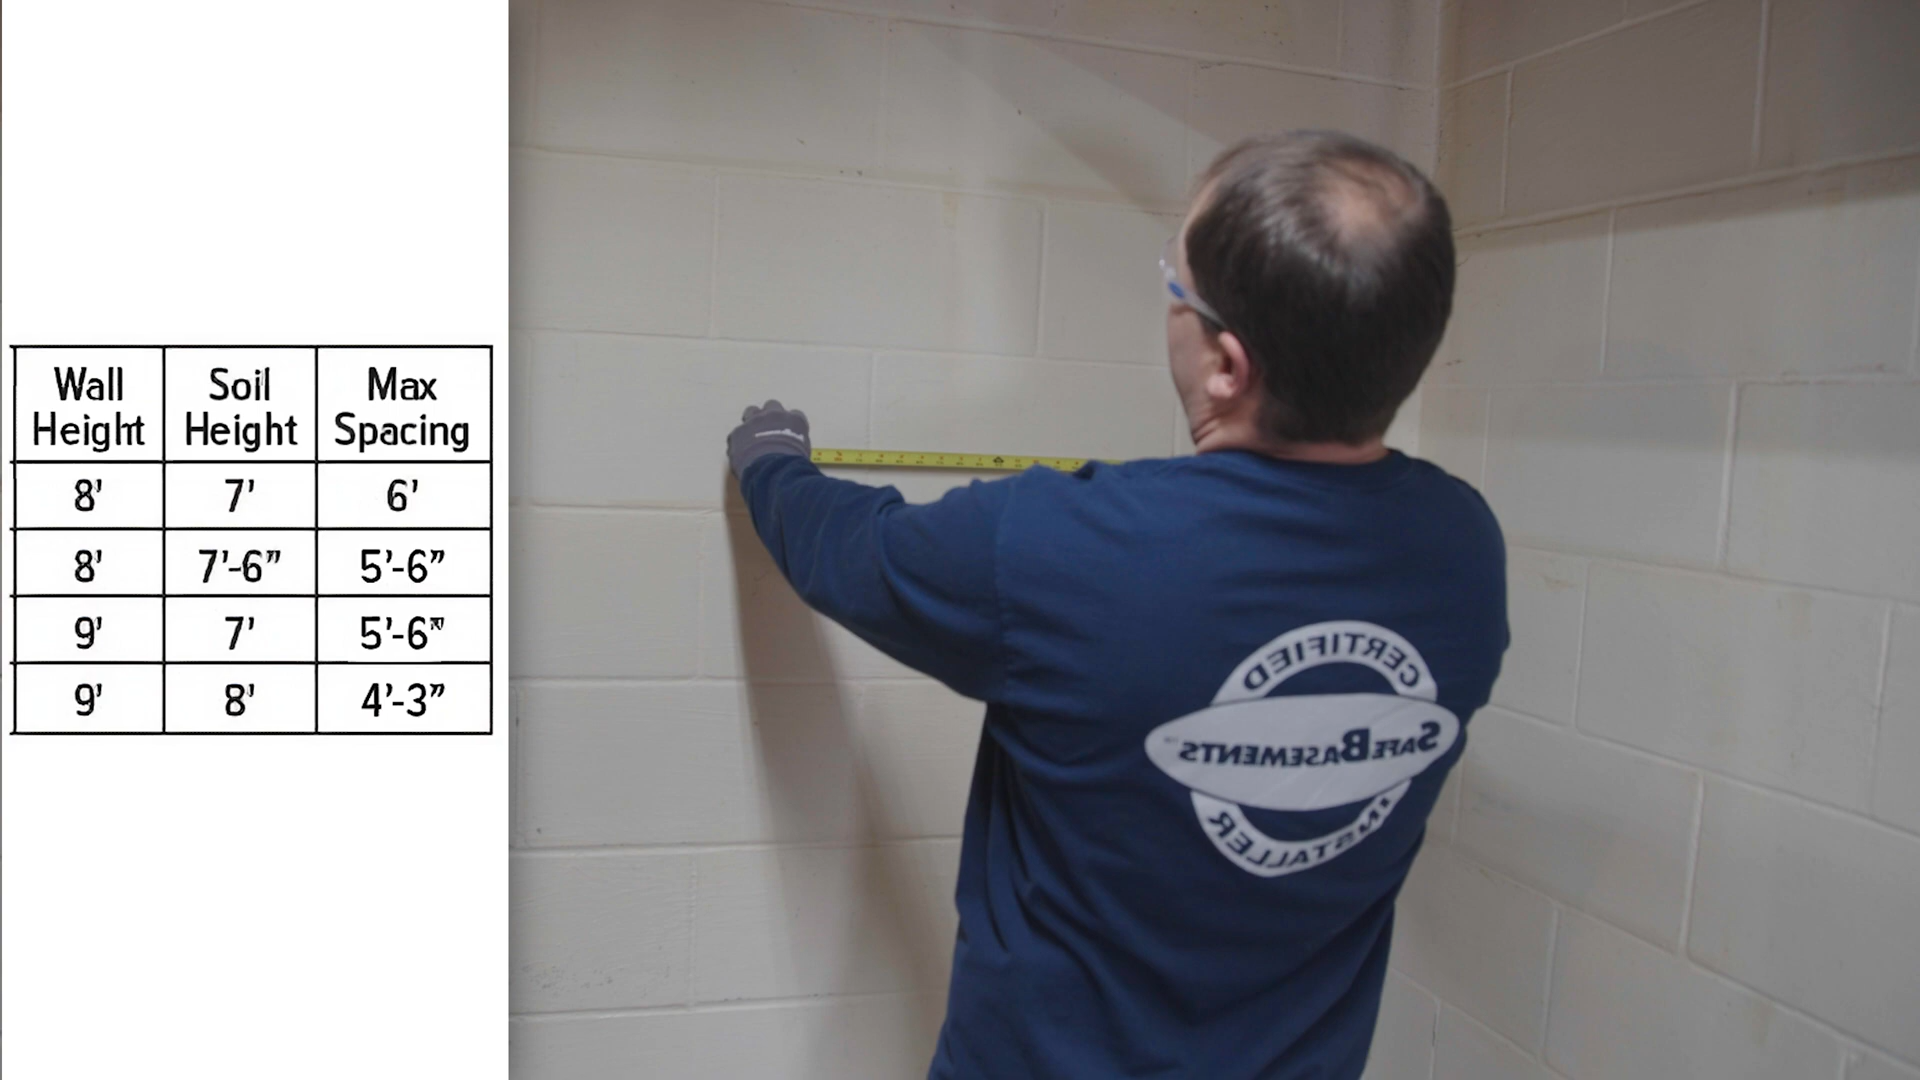 Wall Height Soil Height Max Spacing
8' 7' 6'
8' 7'-6" 5'-6"
9' 7' 5'-6"
9' 8' 4'-3"
CERTIFIED
SAFEBASEMENTS
INSTALLER